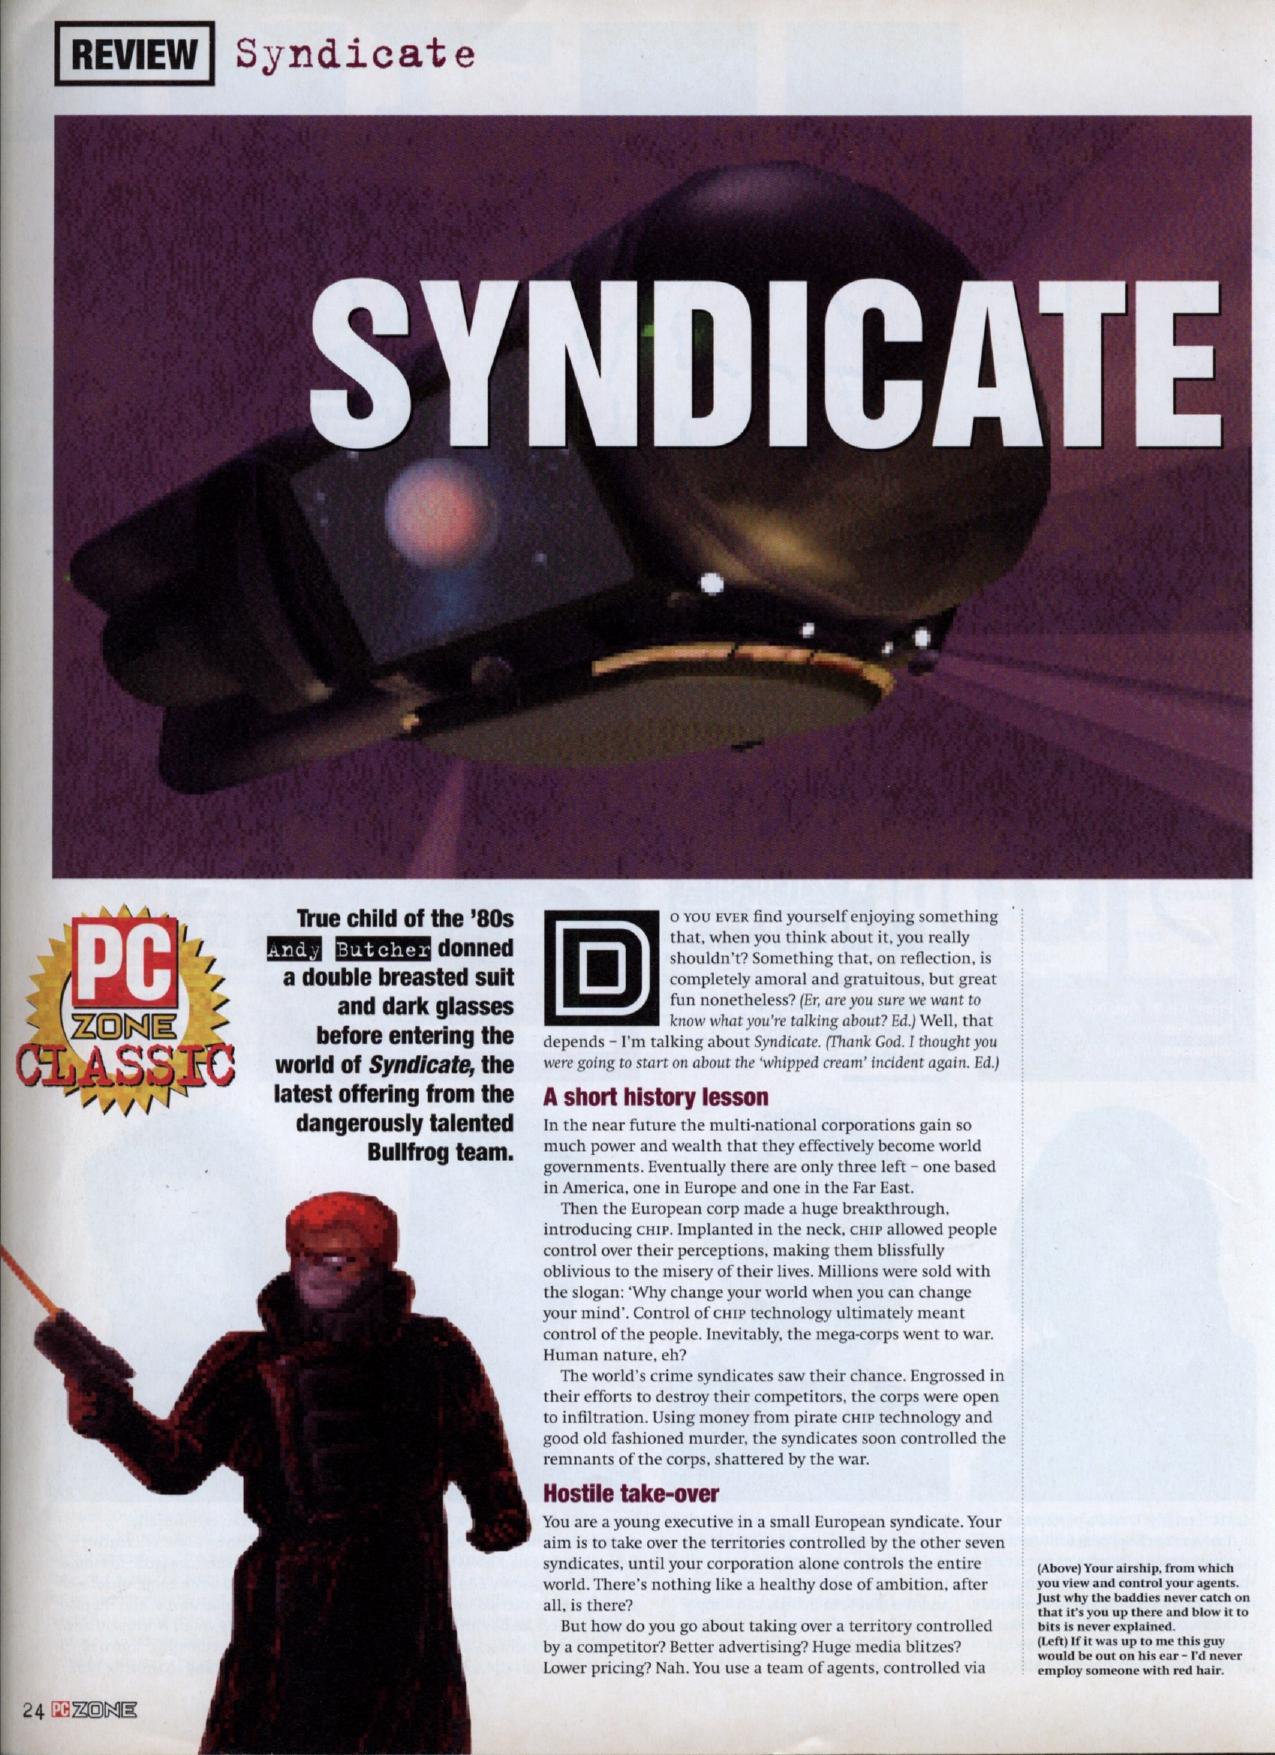 REVIEW Syndicate
SYNDICATE
PC
ZONE
CLASSIC
True child of the '80s
Andy Butcher donned
a double breasted suit
and dark glasses
before entering the
world of Syndicate, the
latest offering from the
dangerously talented
Bullfrog team.
DO YOU EVER find yourself enjoying something
that, when you think about it, you really
shouldn't? Something that, on reflection, is
completely amoral and gratuitous, but great
fun nonetheless? (Er, are you sure we want to
know what you're talking about? Ed.) Well, that
depends – I'm talking about Syndicate. (Thank God. I thought you
were going to start on about the 'whipped cream' incident again. Ed.)
A short history lesson
In the near future the multi-national corporations gain so
much power and wealth that they effectively become world
governments. Eventually there are only three left – one based
in America, one in Europe and one in the Far East.
Then the European corp made a huge breakthrough,
introducing CHIP. Implanted in the neck, CHIP allowed people
control over their perceptions, making them blissfully
oblivious to the misery of their lives. Millions were sold with
the slogan: 'Why change your world when you can change
your mind'. Control of CHIP technology ultimately meant
control of the people. Inevitably, the mega-corps went to war.
Human nature, eh?
The world's crime syndicates saw their chance. Engrossed in
their efforts to destroy their competitors, the corps were open
to infiltration. Using money from pirate CHIP technology and
good old fashioned murder, the syndicates soon controlled the
remnants of the corps, shattered by the war.
Hostile take-over
You are a young executive in a small European syndicate. Your
aim is to take over the territories controlled by the other seven
syndicates, until your corporation alone controls the entire
world. There's nothing like a healthy dose of ambition, after
all, is there?
But how do you go about taking over a territory controlled
by a competitor? Better advertising? Huge media blitzes?
Lower pricing? Nah. You use a team of agents, controlled via
(Above) Your airship, from which
you view and control your agents.
Just why the baddies never catch on
that it's you up there and blow it to
bits is never explained.
(Left) If it was up to me this guy
would be out on his ear – I'd never
employ someone with red hair.
24 PC ZONE